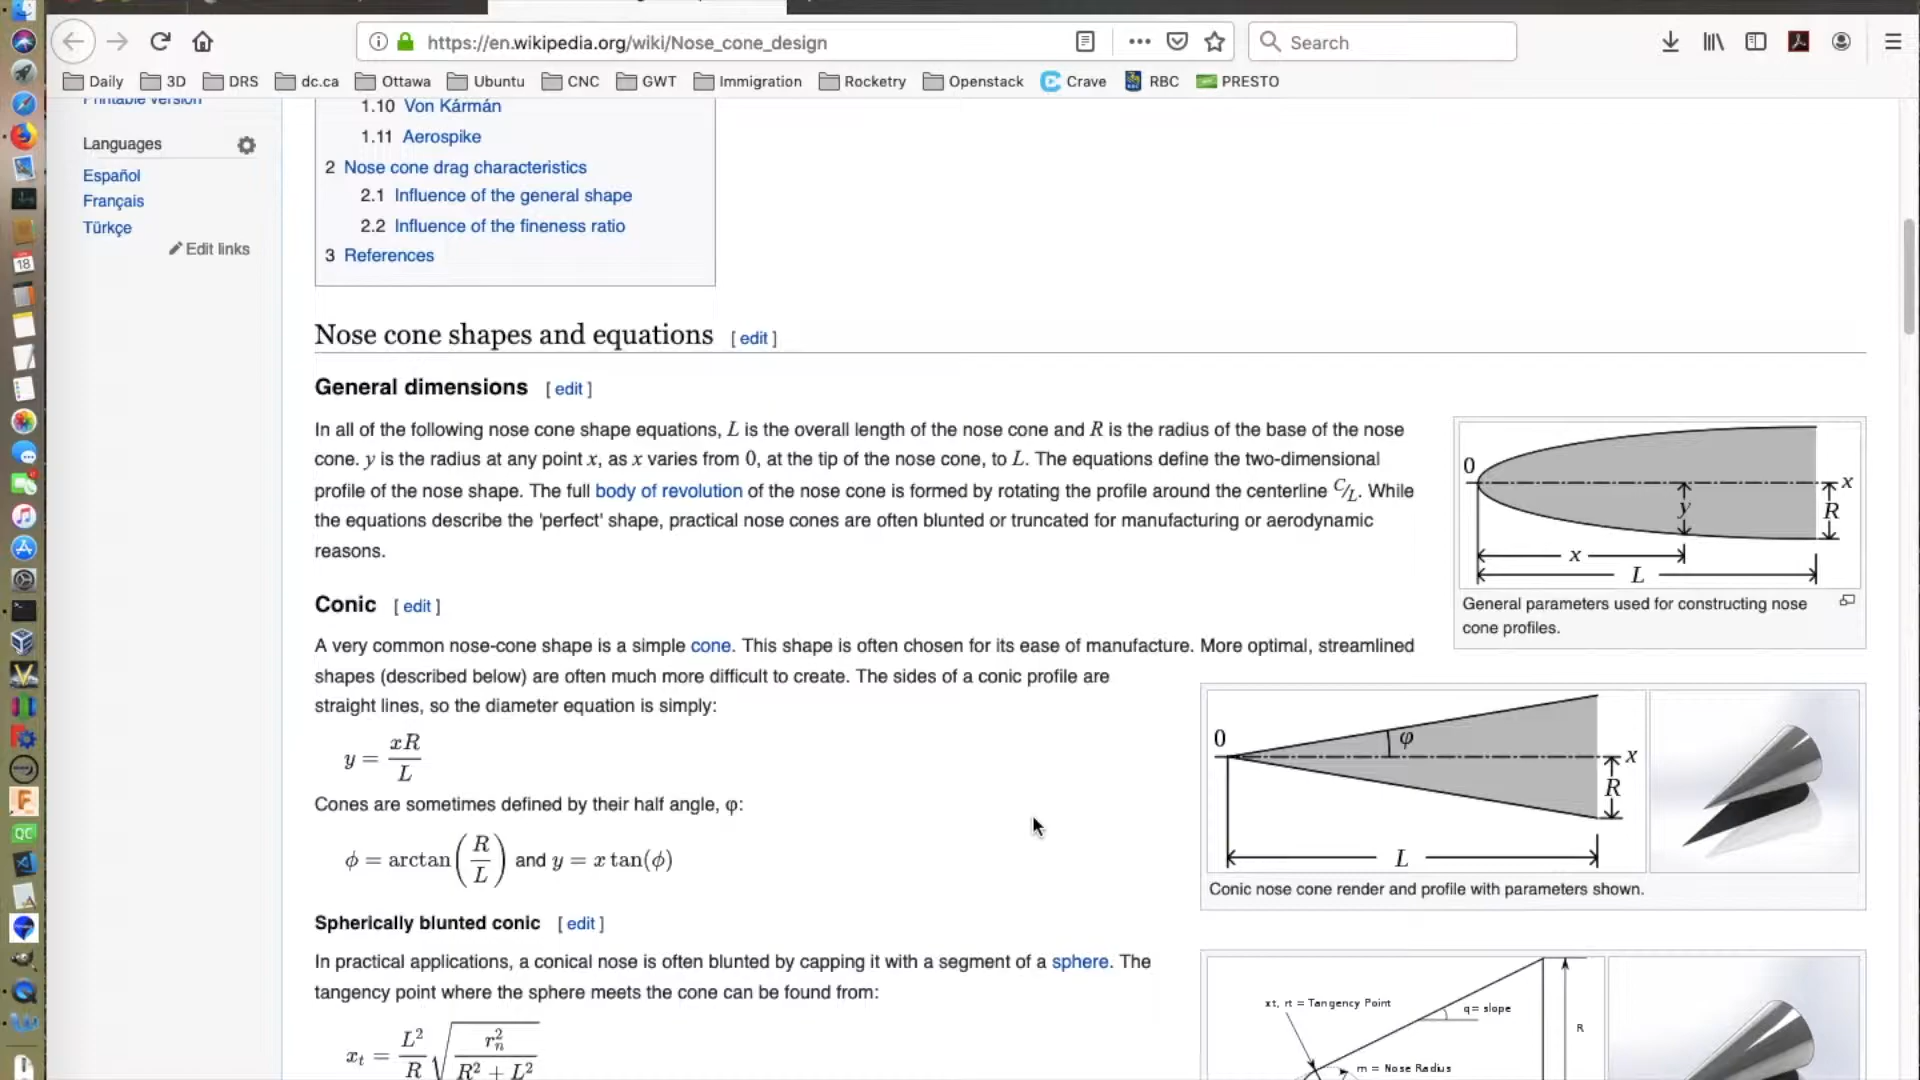 https://en.wikipedia.org/wiki/Nose_cone_design
Search
Daily
3D
DRS
dc.ca
Ottawa
Ubuntu
CNC
GWT
Immigration
Rocketry
Openstack
Crave
RBC
PRESTO
Printable version
Languages
Español
Français
Türkçe
Edit links
1.10 Von Kármán
1.11 Aerospike
2 Nose cone drag characteristics
2.1 Influence of the general shape
2.2 Influence of the fineness ratio
3 References
Nose cone shapes and equations [ edit ]
General dimensions [ edit ]
In all of the following nose cone shape equations, L is the overall length of the nose cone and R is the radius of the base of the nose
cone. y is the radius at any point x, as x varies from 0, at the tip of the nose cone, to L. The equations define the two-dimensional
profile of the nose shape. The full body of revolution of the nose cone is formed by rotating the profile around the centerline C/L. While
the equations describe the 'perfect' shape, practical nose cones are often blunted or truncated for manufacturing or aerodynamic
reasons.
0
x
y
R
x
L
General parameters used for constructing nose
cone profiles.
Conic [ edit ]
A very common nose-cone shape is a simple cone. This shape is often chosen for its ease of manufacture. More optimal, streamlined
shapes (described below) are often much more difficult to create. The sides of a conic profile are
straight lines, so the diameter equation is simply:
y = xR/L
Cones are sometimes defined by their half angle, φ:
ϕ = arctan(R/L) and y = x tan(ϕ)
0
φ
x
R
L
Conic nose cone render and profile with parameters shown.
Spherically blunted conic [ edit ]
In practical applications, a conical nose is often blunted by capping it with a segment of a sphere. The
tangency point where the sphere meets the cone can be found from:
xt = L²/R √(rn²/(R² + L²))
xt, rt = Tangency Point
q= slope
R
rn = Nose Radius
18
QC